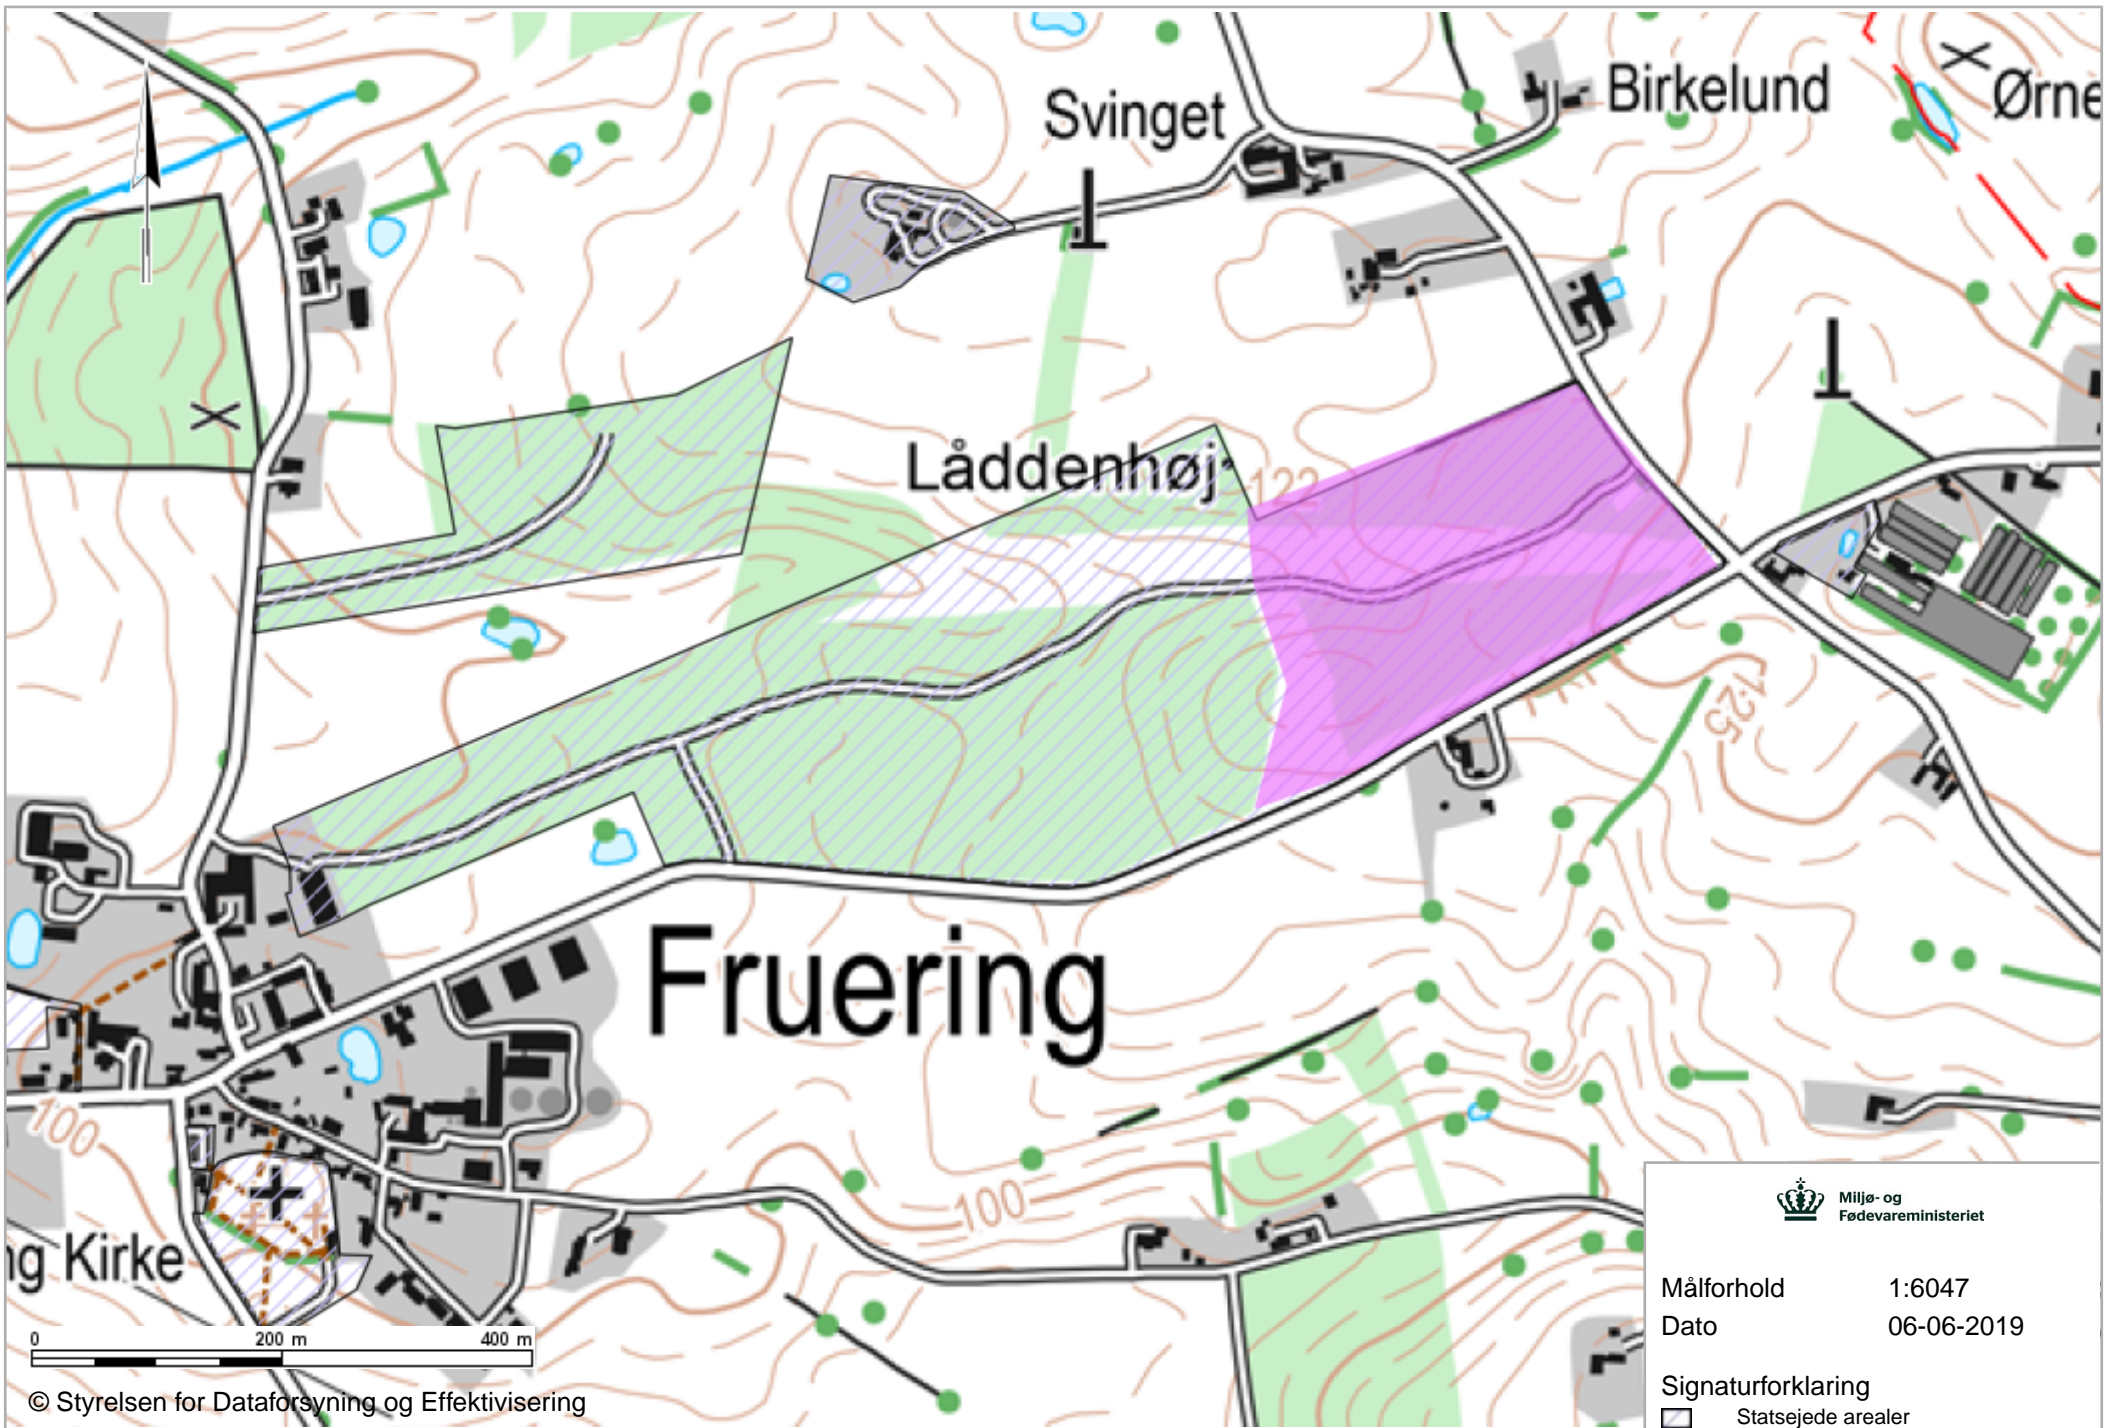 Svinget
Birkelund
Ørne
Låddenhøj
122
125
Fruering
100
100
ng Kirke
0 200 m 400 m
© Styrelsen for Dataforsyning og Effektivisering
Miljø- og
Fødevareministeriet
Målforhold 1:6047
Dato 06-06-2019
Signaturforklaring
Statsejede arealer